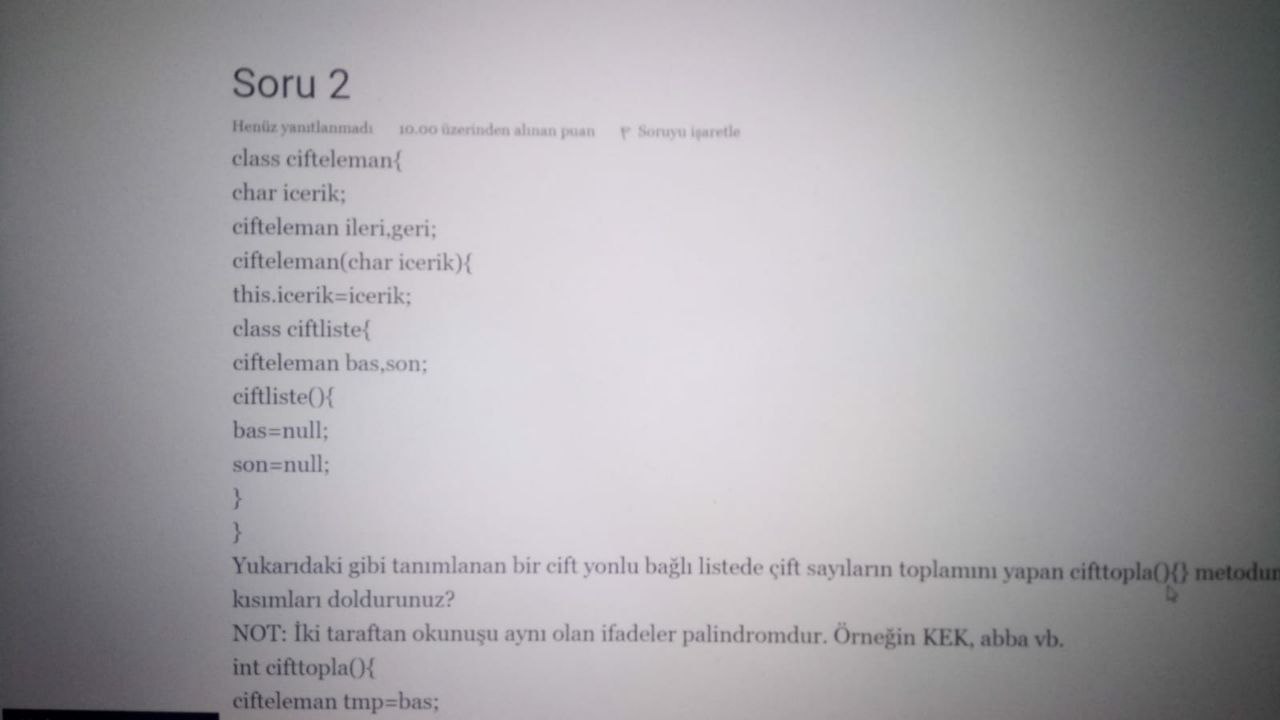 Soru 2
Henüz yanıtlanmadı 10.00 üzerinden alınan puan Soruyu işaretle
class cifteleman{
char icerik;
cifteleman ileri,geri;
cifteleman(char icerik){
this.icerik=icerik;
class ciftliste{
cifteleman bas,son;
ciftliste(){
bas=null;
son=null;
}
}
Yukarıdaki gibi tanımlanan bir cift yonlu bağlı listede çift sayıların toplamını yapan cifttopla(){}
kısımları doldurunuz?
NOT: İki taraftan okunuşu aynı olan ifadeler palindromdur. Örneğin KEK, abba vb.
int cifttopla(){
cifteleman tmp=bas;